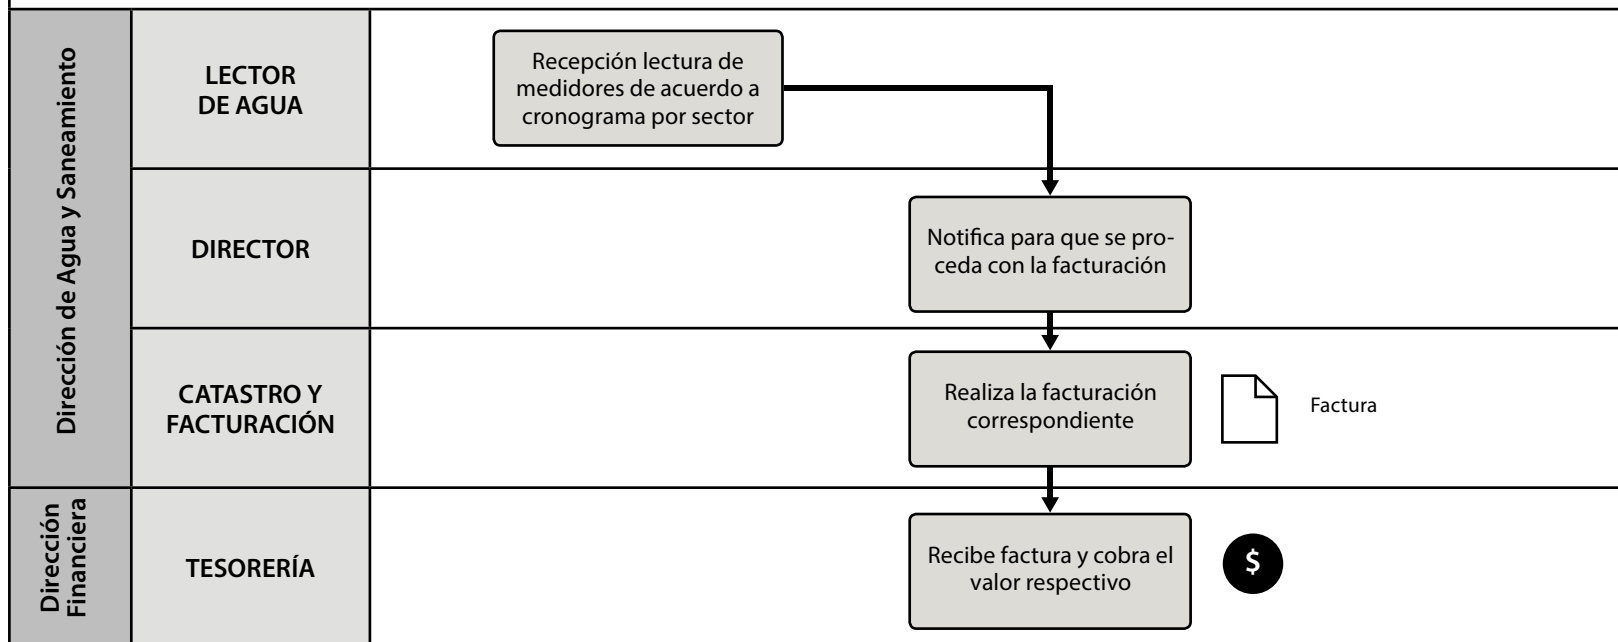 Dirección de Agua y Saneamiento
LECTOR
DE AGUA
Recepción lectura de
medidores de acuerdo a
cronograma por sector
DIRECTOR
Notifica para que se pro-
ceda con la facturación
CATASTRO Y
FACTURACIÓN
Realiza la facturación
correspondiente
Factura
Dirección
Financiera
TESORERÍA
Recibe factura y cobra el
valor respectivo
$